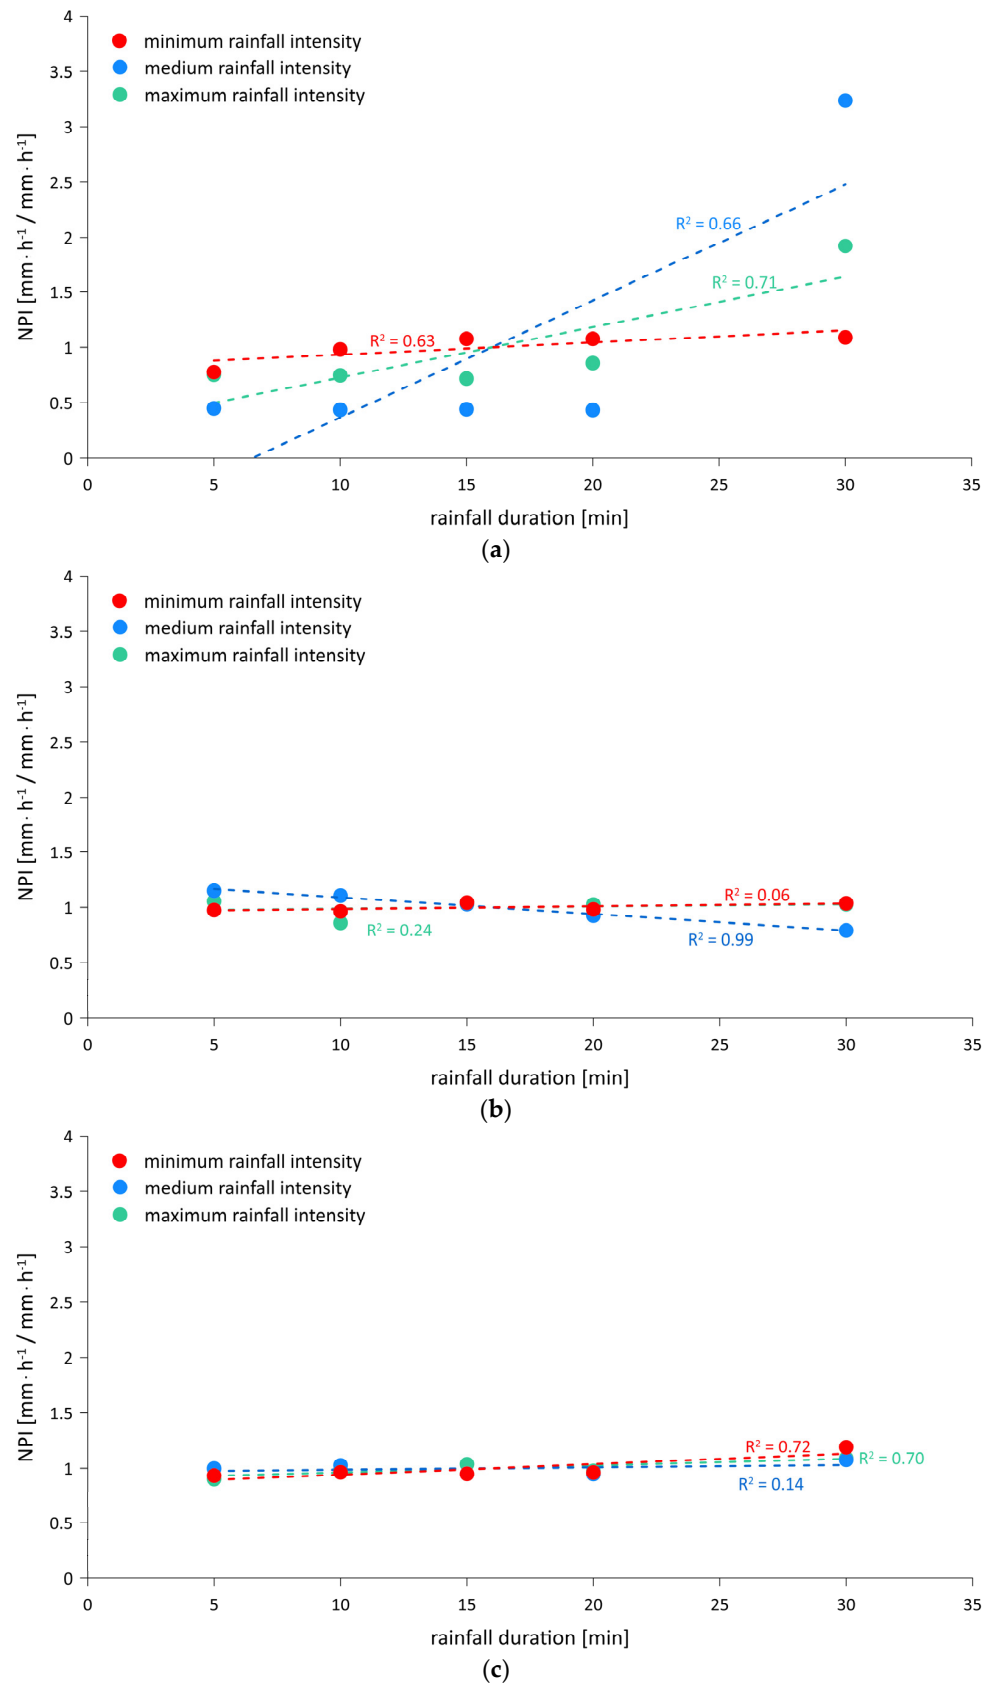 4
minimum rainfall intensity
3.5
medium rainfall intensity
maximum rainfall intensity
3
2.5
R² = 0.66
2
R² = 0.71
1.5
R² = 0.63
1
0.5
0
NPI [mm·h⁻¹ / mm·h⁻¹]
0 5 10 15 20 25 30 35
rainfall duration [min]
(a)
4
minimum rainfall intensity
3.5
medium rainfall intensity
maximum rainfall intensity
3
2.5
2
1.5
R² = 0.06
1
R² = 0.24
R² = 0.99
0.5
0
NPI [mm·h⁻¹ / mm·h⁻¹]
0 5 10 15 20 25 30 35
rainfall duration [min]
(b)
4
minimum rainfall intensity
3.5
medium rainfall intensity
maximum rainfall intensity
3
2.5
2
1.5
R² = 0.72
R² = 0.70
1
R² = 0.14
0.5
0
NPI [mm·h⁻¹ / mm·h⁻¹]
0 5 10 15 20 25 30 35
rainfall duration [min]
(c)